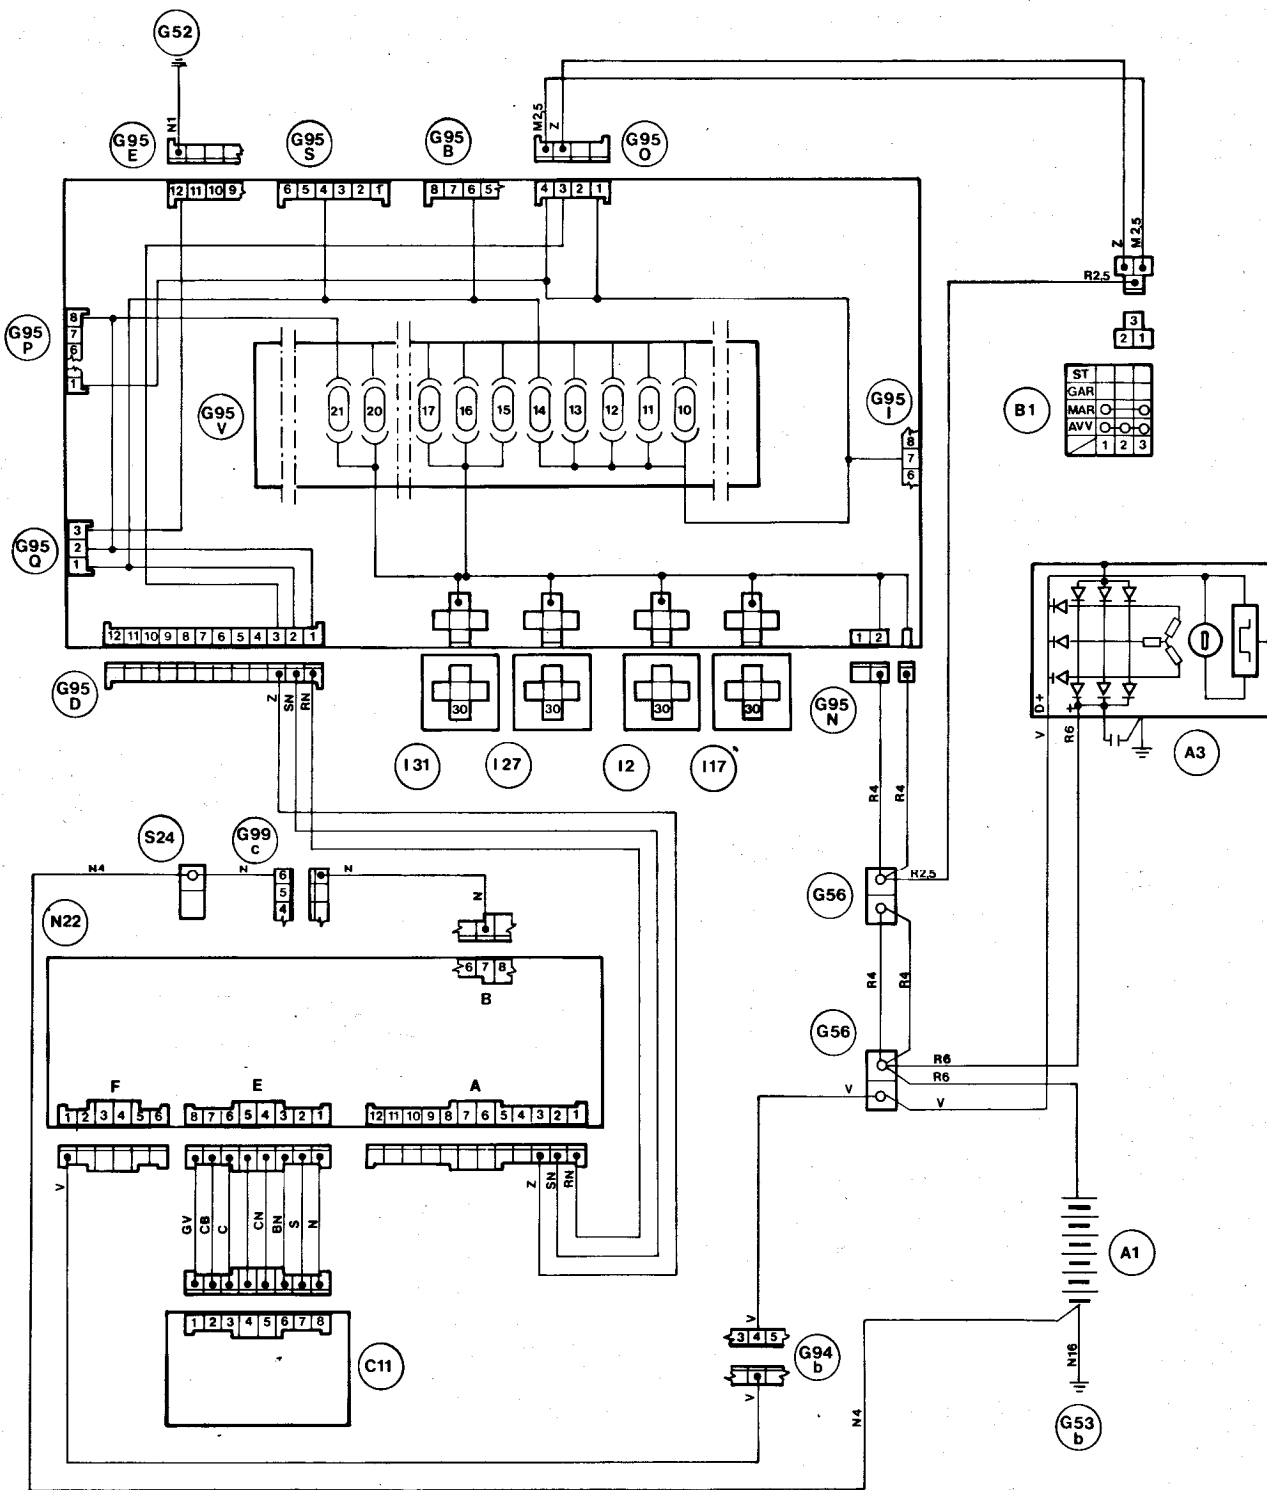 G52
N1
M2,5
Z
G95
E
G95
S
G95
B
G95
O
12 11 10 9
6 5 4 3 2 1
8 7 6 5
4 3 2 1
Z
M2,5
R2,5
3
2 1
G95
P
8
7
6
1
G95
V
21 20 17 16 15 14 13 12 11 10
G95
I
8
7
6
B1
ST
GAR
MAR
AVV
1 2 3
G95
Q
3
2
1
12 11 10 9 8 7 6 5 4 3 2 1
1 2
G95
D
Z
SN
RN
30
30
30
30
G95
N
D+
+
V
R6
A3
I31
I27
I2
I17
R4
R4
S24
G99
c
N4
N
6
5
4
N
N
R2,5
G56
N22
6 7 8
B
R4
R4
G56
R6
R6
V
V
F
E
A
1 2 3 4 5 6
8 7 6 5 4 3 2 1
12 11 10 9 8 7 6 5 4 3 2 1
V
GV
CB
C
CN
BN
S
N
Z
SN
RN
A1
1 2 3 4 5 6 7 8
C11
V
3 4 5
G94
b
V
N4
N16
G53
b